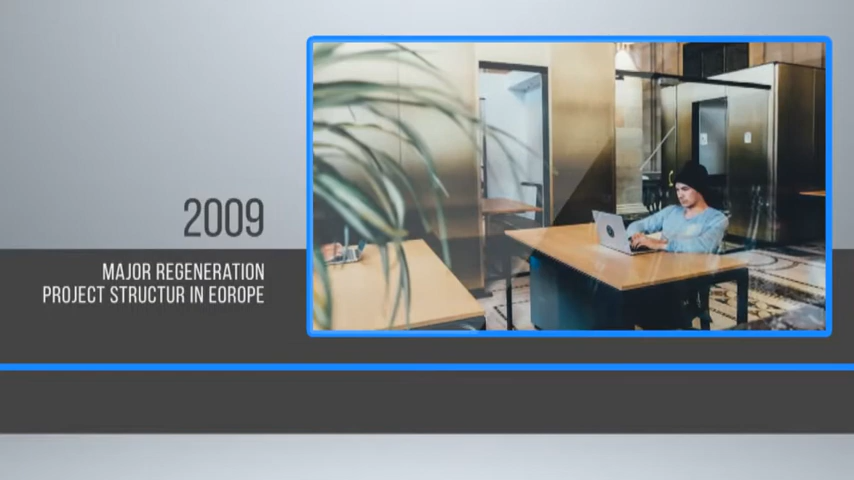 2009
MAJOR REGENERATION
PROJECT STRUCTUR IN EOROPE